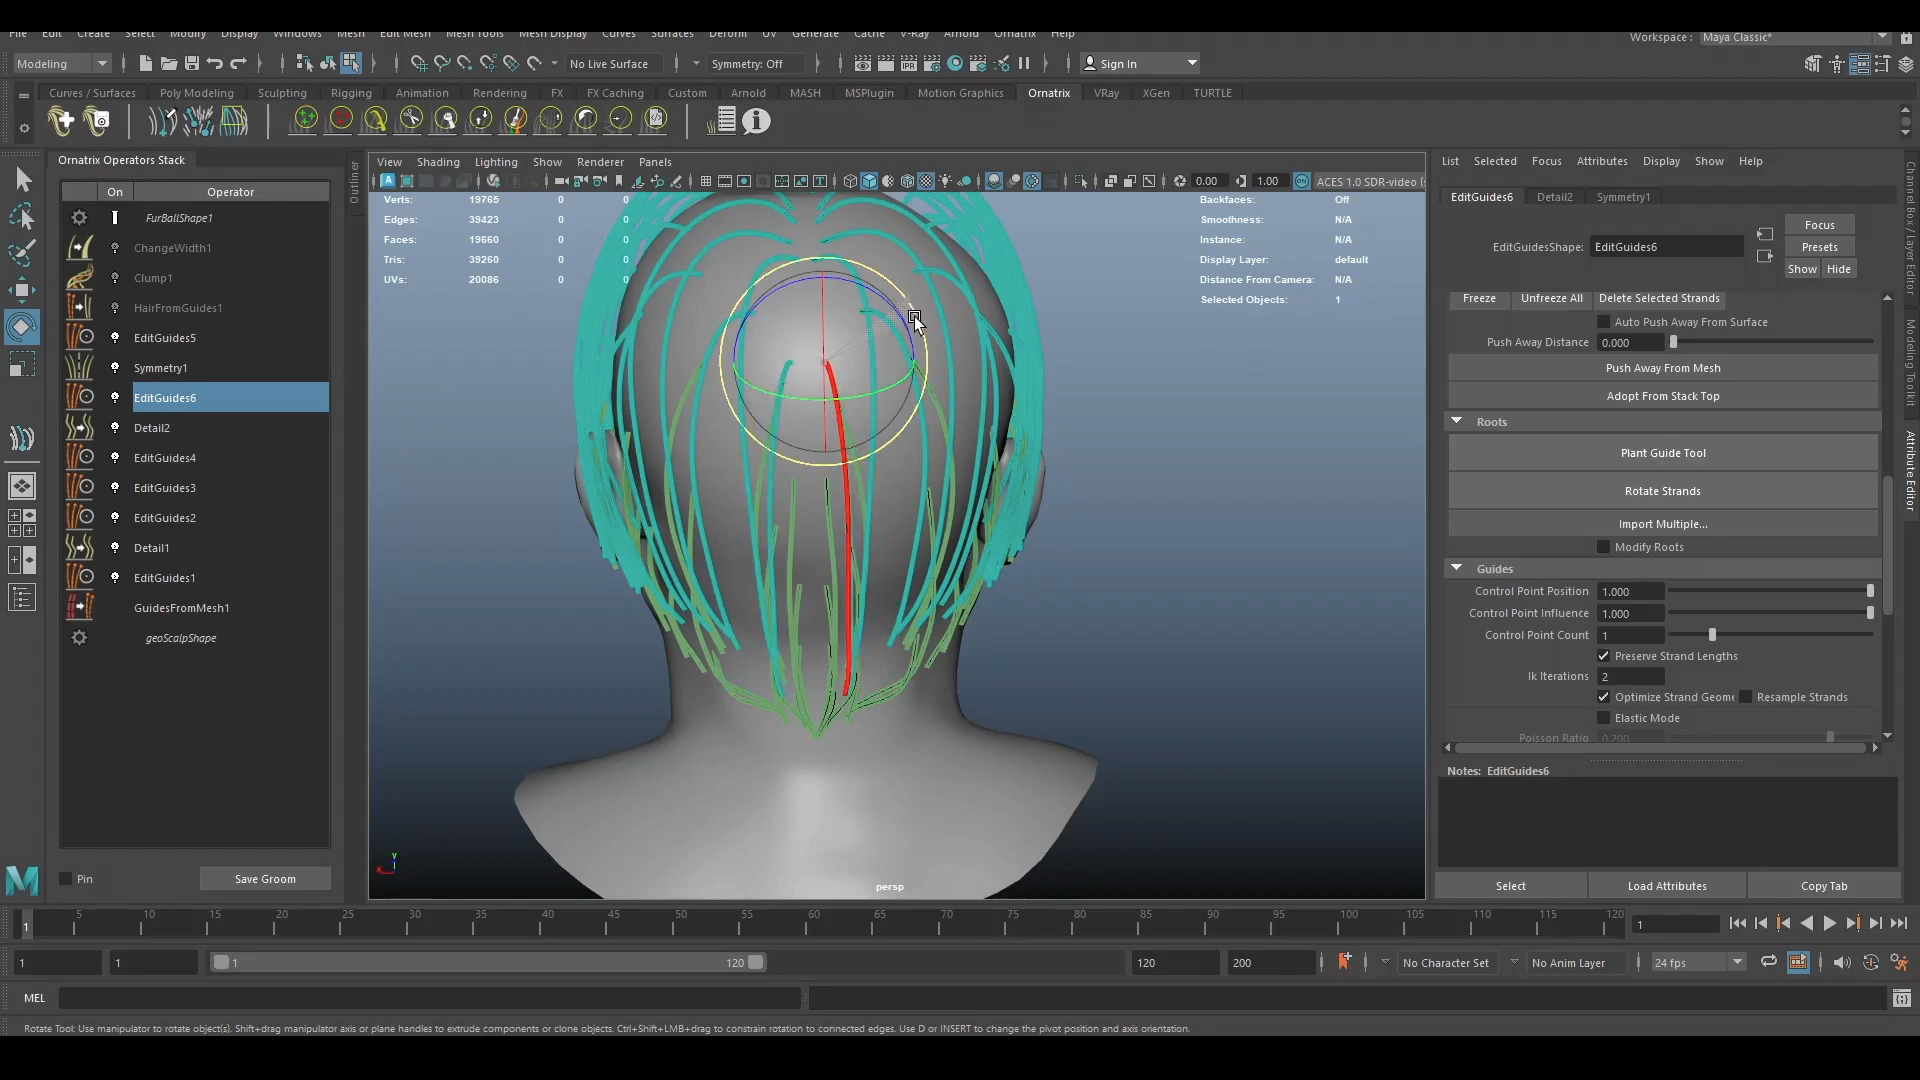 File Edit Create Select Modify Display Windows Mesh Edit Mesh Mesh Tools Mesh Display Curves Surfaces Deform UV Generate Cache V-Ray Arnold Ornatrix Help
Workspace : Maya Classic*
Modeling No Live Surface Symmetry: Off Sign In
Curves / Surfaces Poly Modeling Sculpting Rigging Animation Rendering FX FX Caching Custom Arnold MASH MSPlugin Motion Graphics Ornatrix VRay XGen TURTLE
Ornatrix Operators Stack
On Operator
FurBallShape1
ChangeWidth1
Clump1
HairFromGuides1
EditGuides5
Symmetry1
EditGuides6
Detail2
EditGuides4
EditGuides3
EditGuides2
Detail1
EditGuides1
GuidesFromMesh1
geoScalpShape
Pin Save Groom
Outliner
View Shading Lighting Show Renderer Panels
0.00 1.00 ACES 1.0 SDR-video (
Verts: 19765 0 0
Edges: 39423 0 0
Faces: 19660 0 0
Tris: 39260 0 0
UVs: 20086 0 0
Backfaces: Off
Smoothness: N/A
Instance: N/A
Display Layer: default
Distance From Camera: N/A
Selected Objects: 1
y
persp
List Selected Focus Attributes Display Show Help
EditGuides6 Detail2 Symmetry1
EditGuidesShape: EditGuides6
Focus
Presets
Show Hide
Freeze Unfreeze All Delete Selected Strands
Auto Push Away From Surface
Push Away Distance 0.000
Push Away From Mesh
Adopt From Stack Top
Roots
Plant Guide Tool
Rotate Strands
Import Multiple...
Modify Roots
Guides
Control Point Position 1.000
Control Point Influence 1.000
Control Point Count 1
Preserve Strand Lengths
Ik Iterations 2
Optimize Strand Geome Resample Strands
Elastic Mode
Poisson Ratio 0.200
Notes: EditGuides6
Select Load Attributes Copy Tab
Channel Box / Layer Editor
Modeling Toolkit
Attribute Editor
1 5 10 15 20 25 30 35 40 45 50 55 60 65 70 75 80 85 90 95 100 105 110 115 120 1
1 1 1 120 120 200 No Character Set No Anim Layer 24 fps
MEL
Rotate Tool: Use manipulator to rotate object(s). Shift+drag manipulator axis or plane handles to extrude components or clone objects. Ctrl+Shift+LMB+drag to constrain rotation to connected edges. Use D or INSERT to change the pivot position and axis orientation.